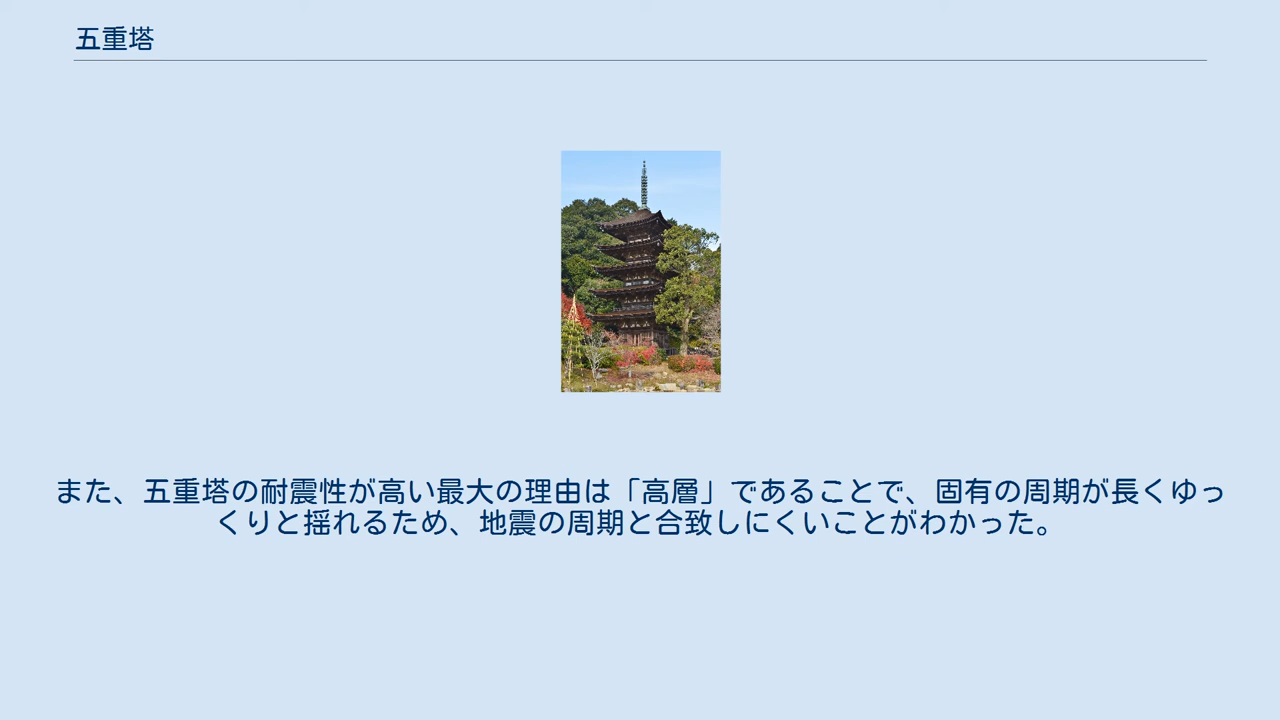 五重塔
また、五重塔の耐震性が高い最大の理由は「高層」であることで、固有の周期が長くゆっ
くりと揺れるため、地震の周期と合致しにくいことがわかった。